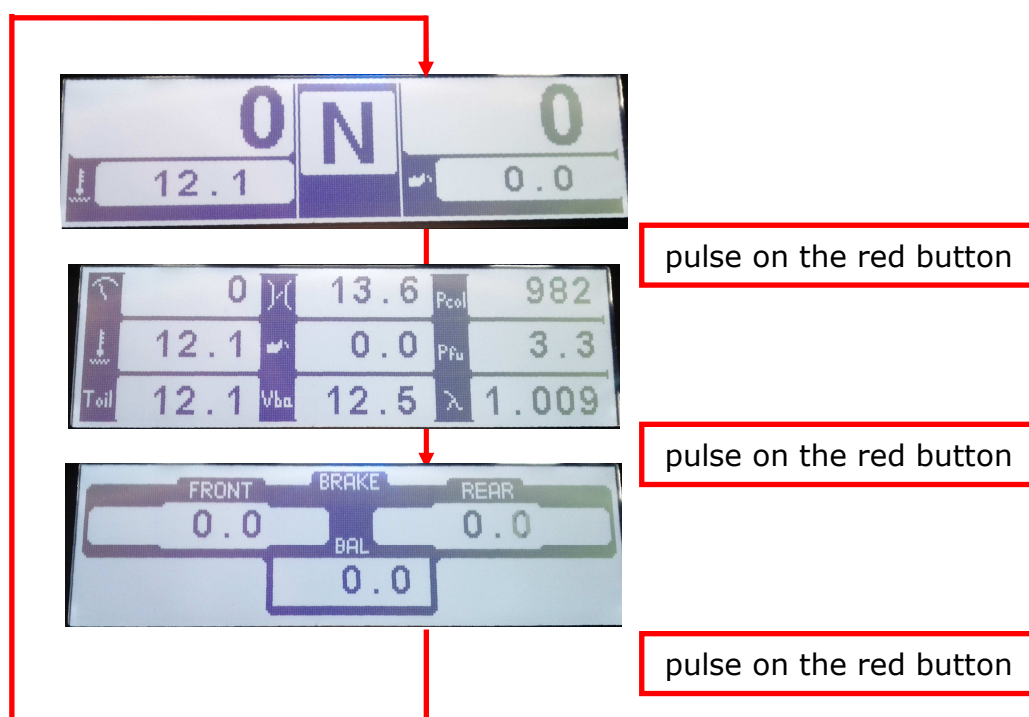 0 N 0
12.1 0.0
pulse on the red button
0 13.6 Pcol 982
12.1 0.0 Pfu 3.3
Toil 12.1 Vba 12.5 λ 1.009
pulse on the red button
FRONT BRAKE REAR
0.0 0.0
BAL
0.0
pulse on the red button